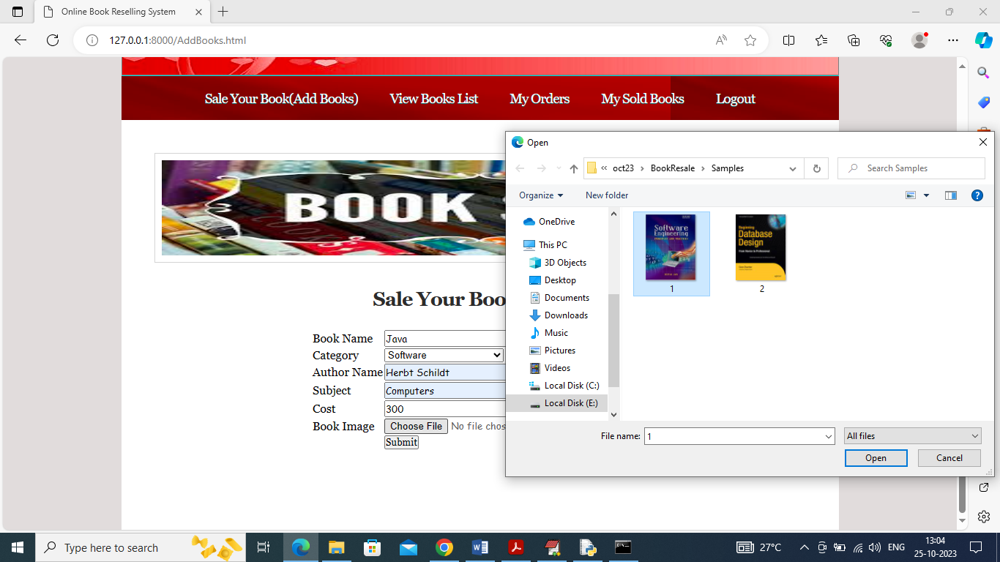 Online Book Reselling System
127.0.0.1:8000/AddBooks.html
Sale Your Book(Add Books) View Books List My Orders My Sold Books Logout
BOOK
Sale Your Boo
Book Name Java
Category Software
Author Name Herbt Schildt
Subject Computers
Cost 300
Book Image Choose File No file chos
Submit
Open
« oct23 › BookResale › Samples
Search Samples
Organize New folder
OneDrive
This PC
3D Objects
Desktop
Documents
Downloads
Music
Pictures
Videos
Local Disk (C:)
Local Disk (E:)
Software
Engineering
1
Beginning
Database
Design
From Novice to Professional
2
File name: 1 All files
Open Cancel
Type here to search
27°C ENG 13:04
25-10-2023